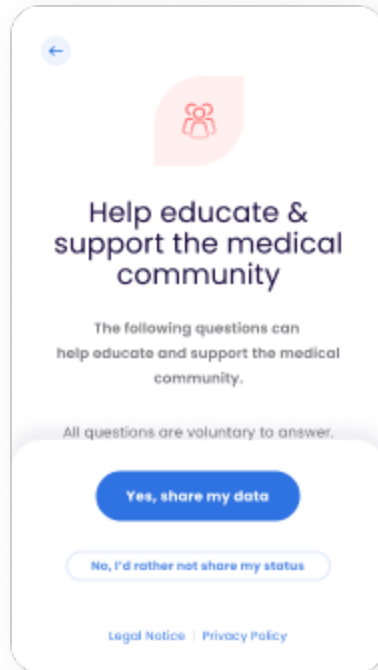 Help educate &
support the medical
community
The following questions can
help educate and support the medical
community.
All questions are voluntary to answer.
Yes, share my data
No, I'd rather not share my status
Legal Notice | Privacy Policy